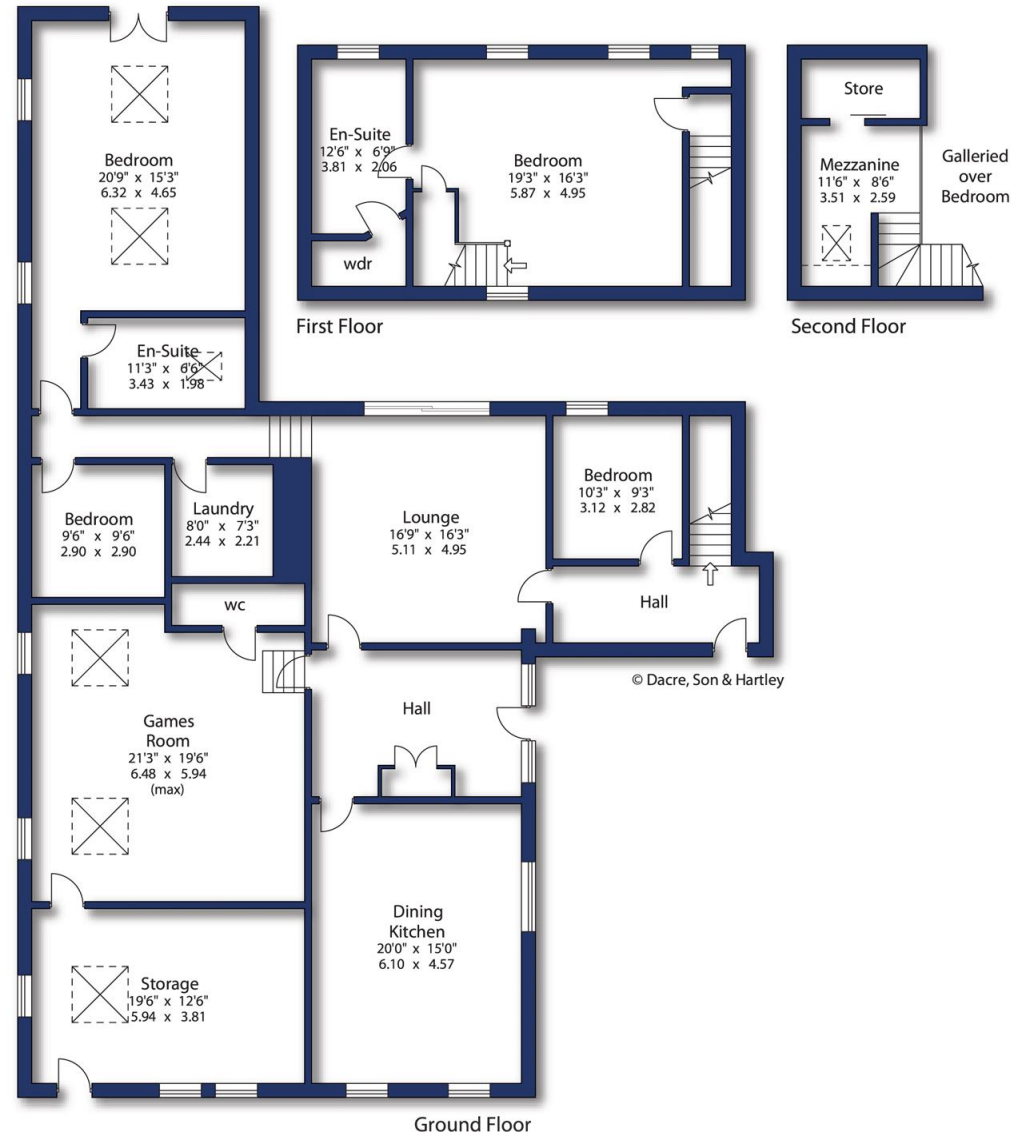 Bedroom
20'9" x 15'3"
6.32 x 4.65
En-Suite
11'3" x 6'6"
3.43 x 1.98
En-Suite
12'6" x 6'9"
3.81 x 2.06
wdr
Bedroom
19'3" x 16'3"
5.87 x 4.95
First Floor
Store
Mezzanine
11'6" x 8'6"
3.51 x 2.59
Galleried
over
Bedroom
Second Floor
Bedroom
9'6" x 9'6"
2.90 x 2.90
Laundry
8'0" x 7'3"
2.44 x 2.21
Lounge
16'9" x 16'3"
5.11 x 4.95
Bedroom
10'3" x 9'3"
3.12 x 2.82
Hall
© Dacre, Son & Hartley
wc
Games
Room
21'3" x 19'6"
6.48 x 5.94
(max)
Hall
Dining
Kitchen
20'0" x 15'0"
6.10 x 4.57
Storage
19'6" x 12'6"
5.94 x 3.81
Ground Floor